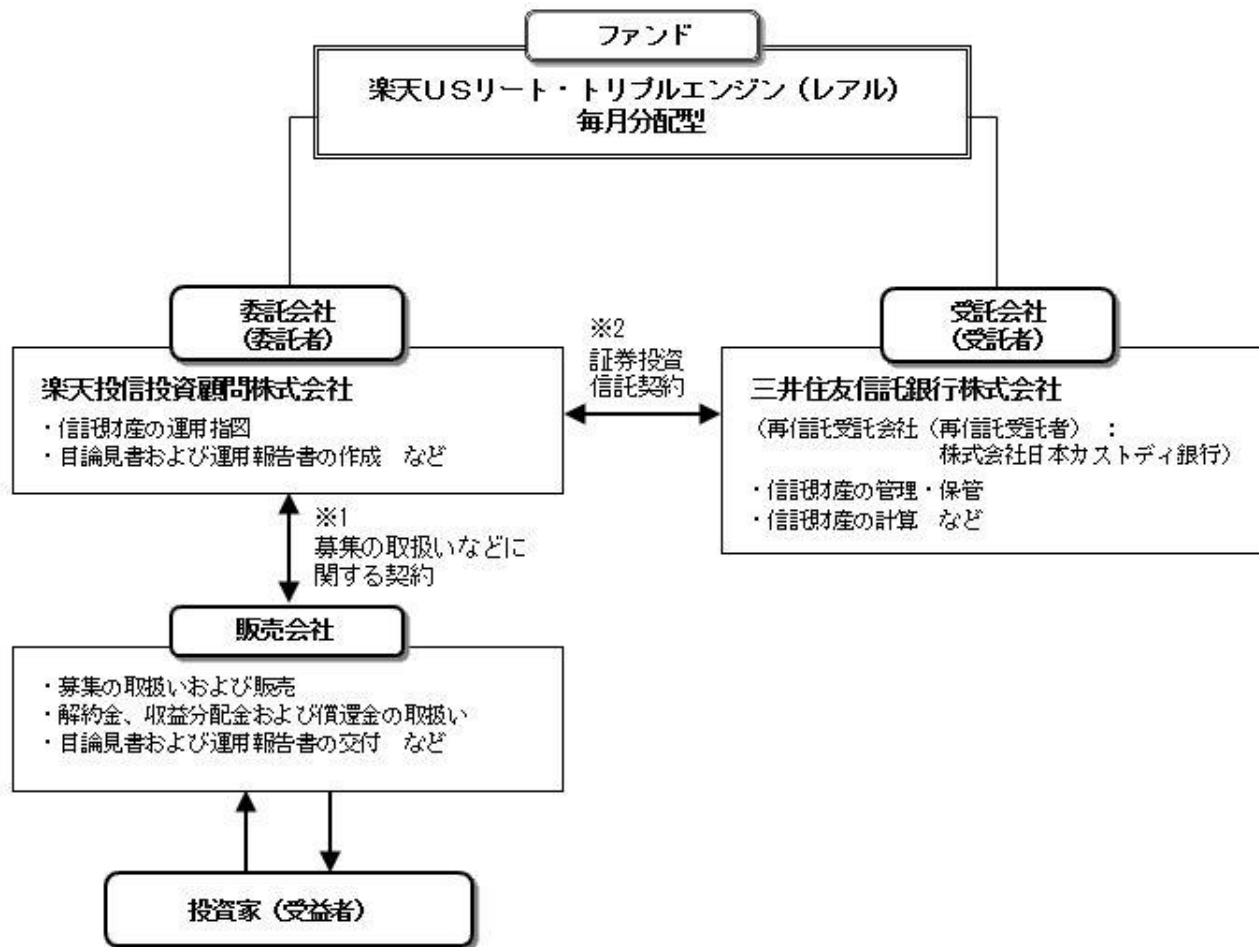 ファンド
楽天USリート・トリプルエンジン（レアル）
毎月分配型
委託会社
（委託者）
楽天投信投資顧問株式会社
・信託財産の運用指図
・目論見書および運用報告書の作成　など
※2
証券投資
信託契約
受託会社
（受託者）
三井住友信託銀行株式会社
（再信託受託会社（再信託受託者）：
株式会社日本カストディ銀行）
・信託財産の管理・保管
・信託財産の計算　など
※1
募集の取扱いなどに
関する契約
販売会社
・募集の取扱いおよび販売
・解約金、収益分配金および償還金の取扱い
・目論見書および運用報告書の交付　など
投資家（受益者）